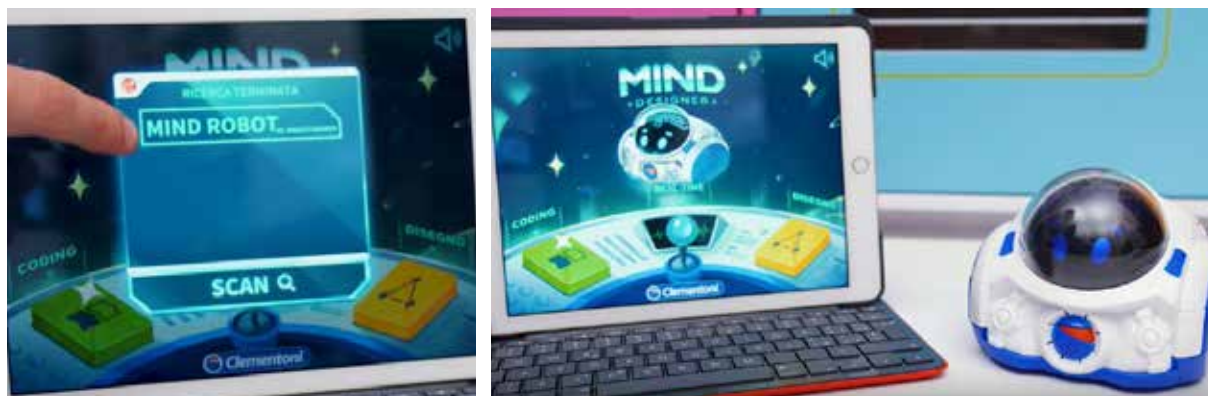 MIND
RICERCA TERMINATA
MIND ROBOT
CODING
DISEGNO
SCAN
Clementoni
MIND
DESIGNER
REAL TIME
CODING
DISEGNO
Clementoni